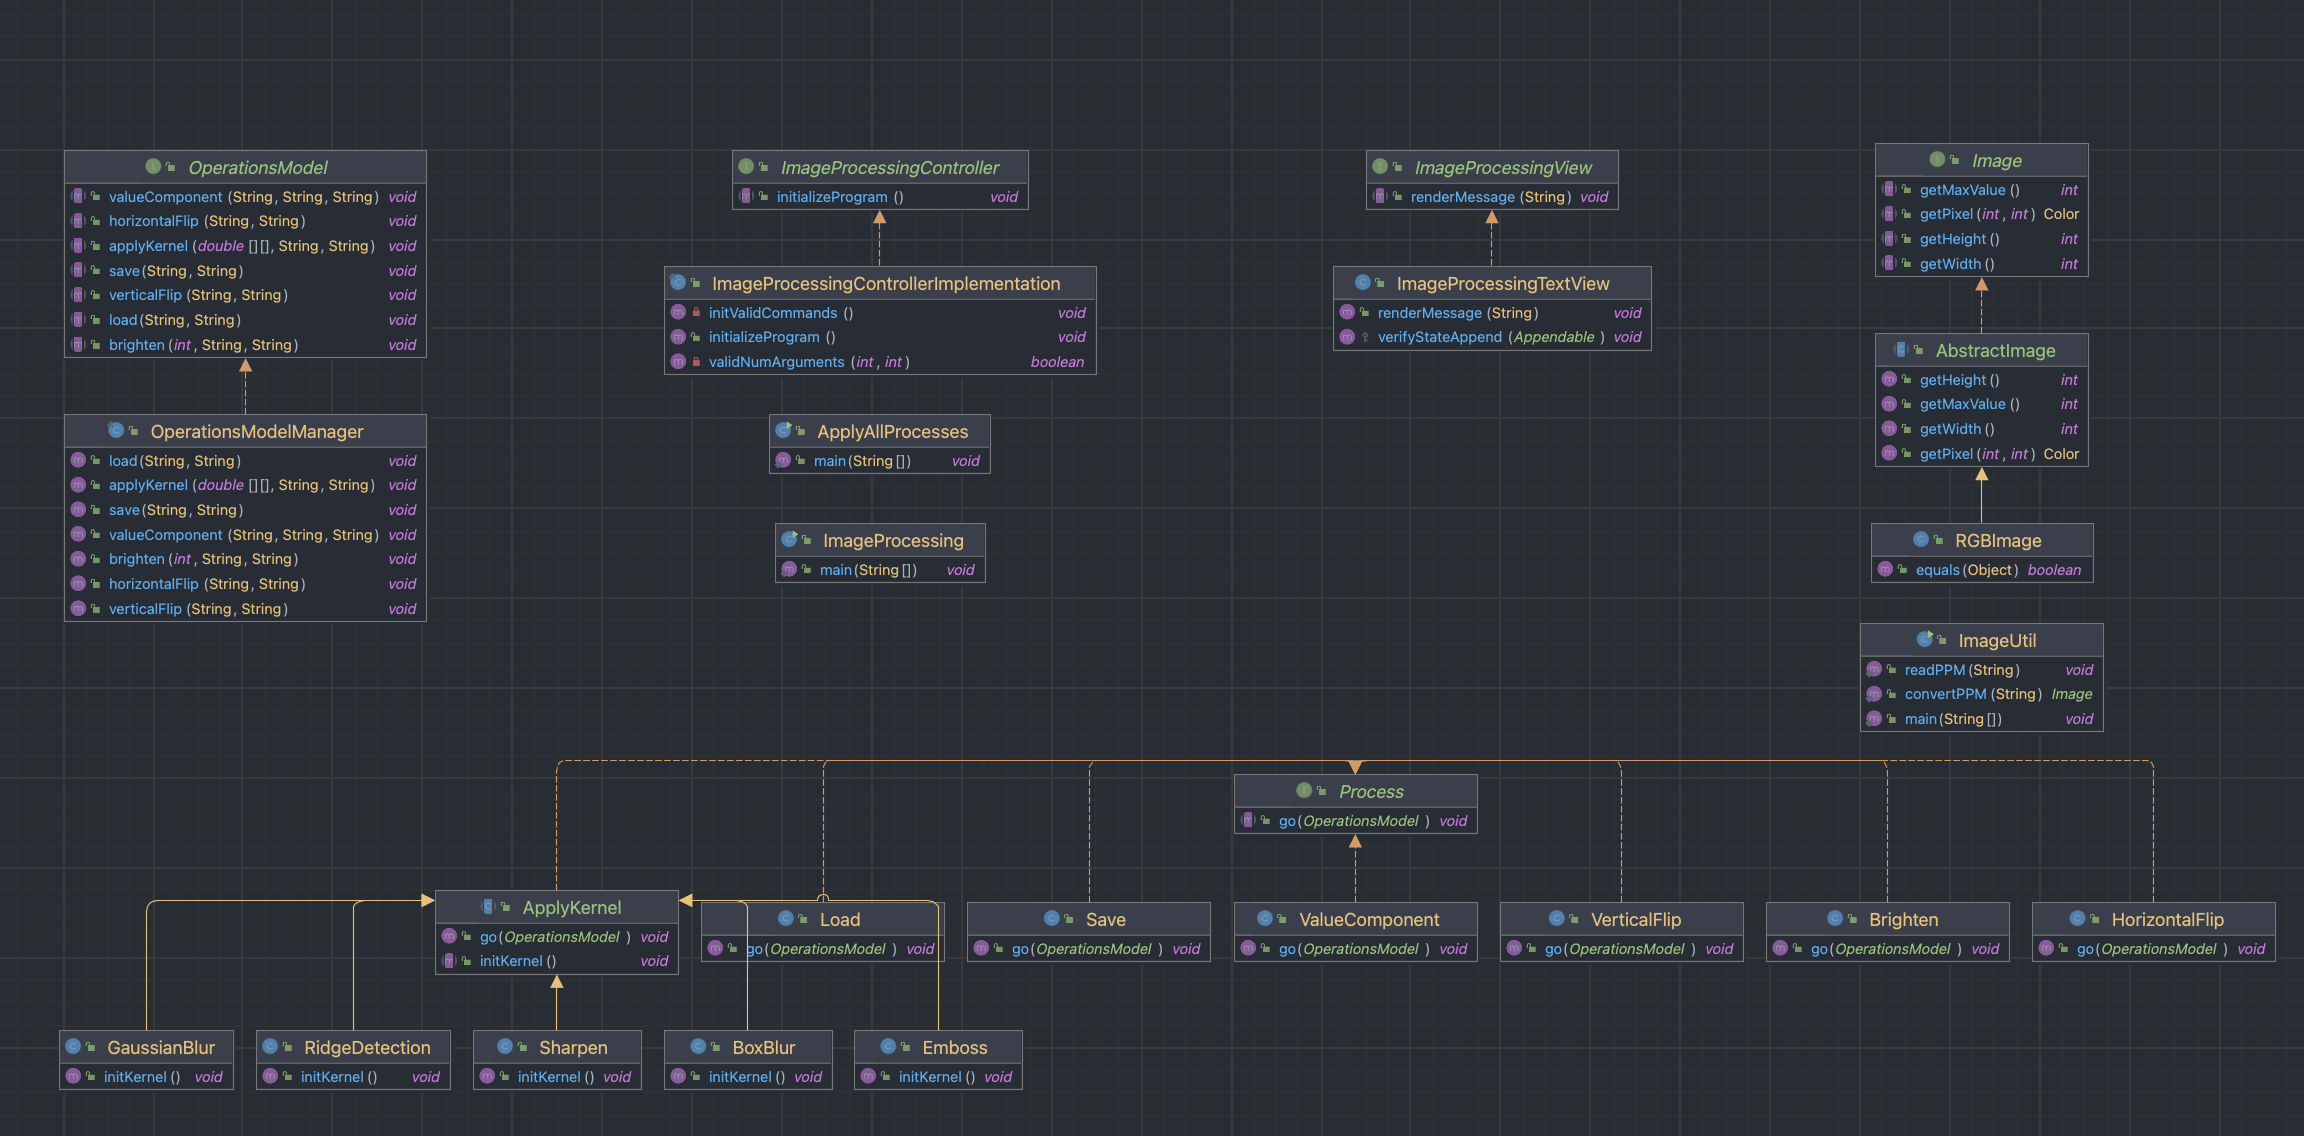 OperationsModel
valueComponent (String, String, String) void
horizontalFlip (String, String) void
applyKernel (double [][], String, String) void
save(String, String) void
verticalFlip (String, String) void
load(String, String) void
brighten (int, String, String) void
OperationsModelManager
load(String, String) void
applyKernel (double [][], String, String) void
save(String, String) void
valueComponent (String, String, String) void
brighten (int, String, String) void
horizontalFlip (String, String) void
verticalFlip (String, String) void
ImageProcessingController
initializeProgram () void
ImageProcessingControllerImplementation
initValidCommands () void
initializeProgram () void
validNumArguments (int, int) boolean
ApplyAllProcesses
main(String[]) void
ImageProcessing
main(String[]) void
ImageProcessingView
renderMessage (String) void
ImageProcessingTextView
renderMessage (String) void
verifyStateAppend (Appendable ) void
Image
getMaxValue () int
getPixel (int, int) Color
getHeight () int
getWidth () int
AbstractImage
getHeight () int
getMaxValue () int
getWidth () int
getPixel (int, int) Color
RGBImage
equals (Object) boolean
ImageUtil
readPPM (String) void
convertPPM (String) Image
main(String[]) void
Process
go(OperationsModel ) void
ApplyKernel
go(OperationsModel ) void
initKernel () void
Load
go(OperationsModel ) void
Save
go(OperationsModel ) void
ValueComponent
go(OperationsModel ) void
VerticalFlip
go(OperationsModel ) void
Brighten
go(OperationsModel ) void
HorizontalFlip
go(OperationsModel ) void
GaussianBlur
initKernel () void
RidgeDetection
initKernel () void
Sharpen
initKernel () void
BoxBlur
initKernel () void
Emboss
initKernel () void